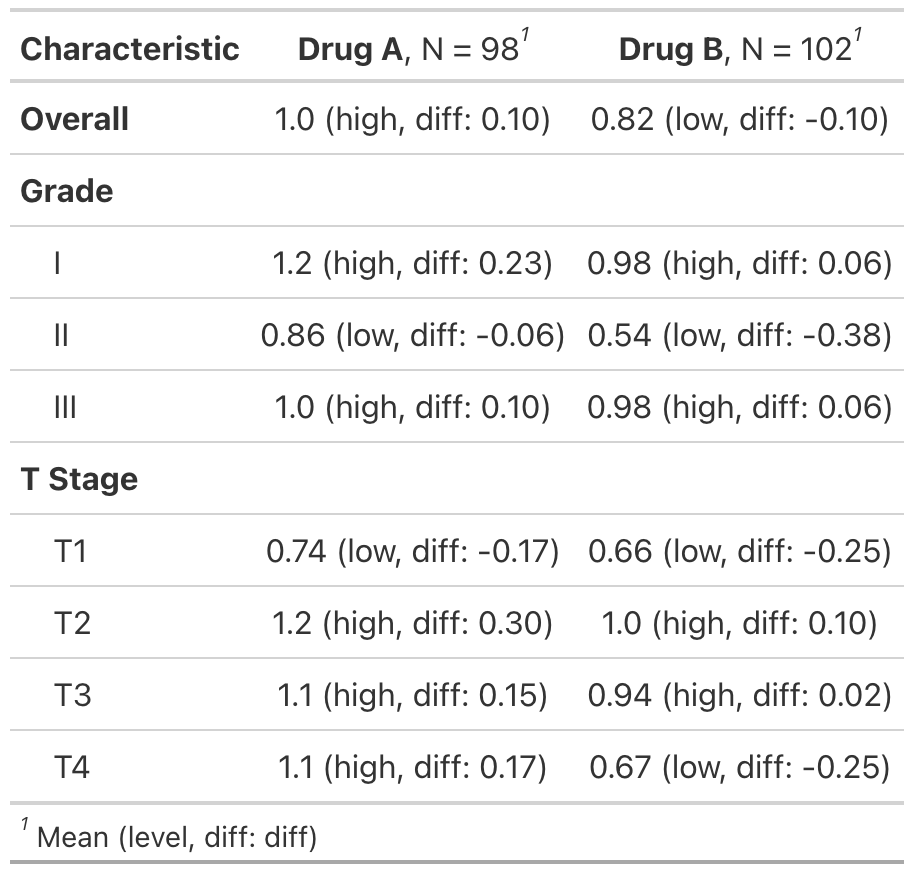 Characteristic Drug A, N = 98¹ Drug B, N = 102¹
Overall 1.0 (high, diff: 0.10) 0.82 (low, diff: -0.10)
Grade
I 1.2 (high, diff: 0.23) 0.98 (high, diff: 0.06)
II 0.86 (low, diff: -0.06) 0.54 (low, diff: -0.38)
III 1.0 (high, diff: 0.10) 0.98 (high, diff: 0.06)
T Stage
T1 0.74 (low, diff: -0.17) 0.66 (low, diff: -0.25)
T2 1.2 (high, diff: 0.30) 1.0 (high, diff: 0.10)
T3 1.1 (high, diff: 0.15) 0.94 (high, diff: 0.02)
T4 1.1 (high, diff: 0.17) 0.67 (low, diff: -0.25)
¹ Mean (level, diff: diff)